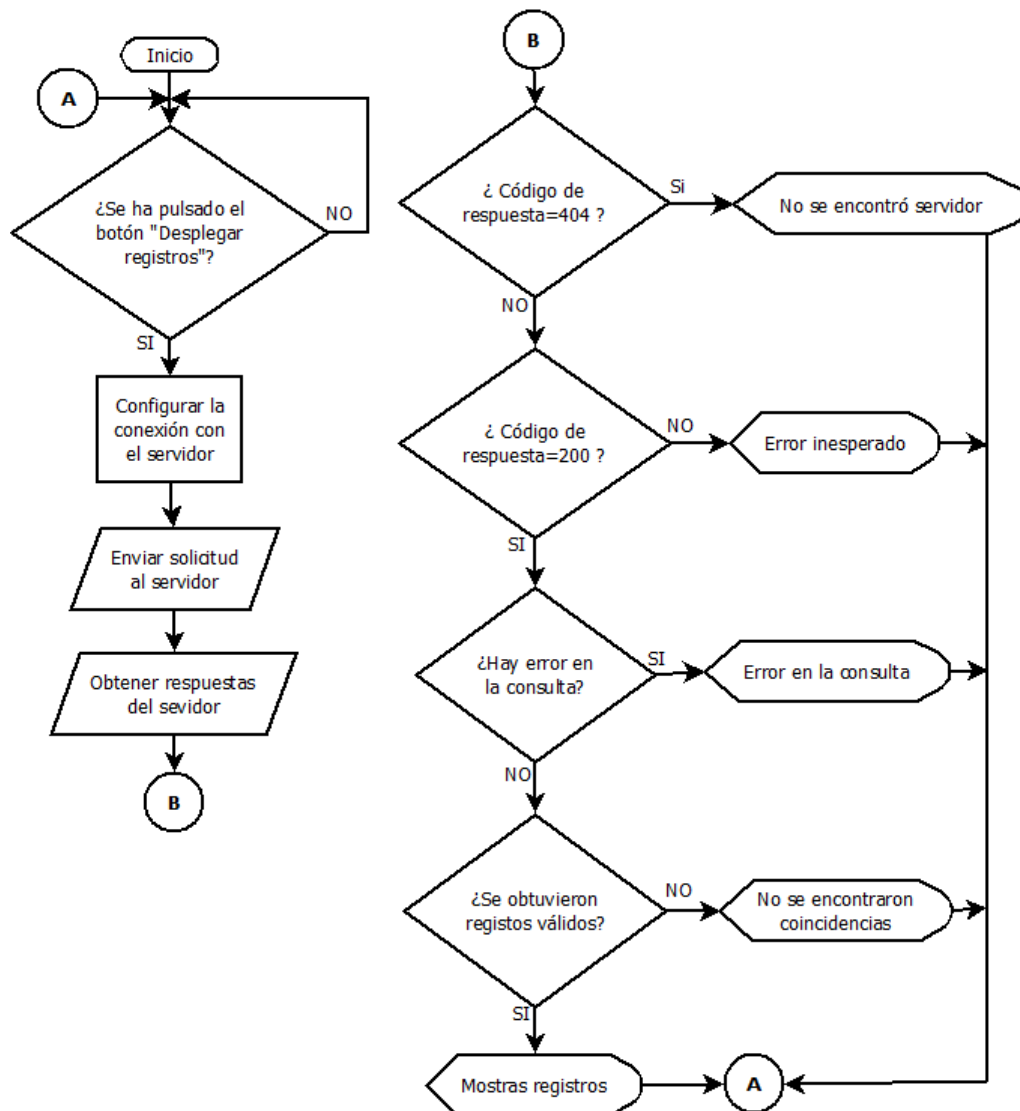 Inicio
A
¿Se ha pulsado el
botón "Desplegar
registros"?
NO
SI
Configurar la
conexión con
el servidor
Enviar solicitud
al servidor
Obtener respuestas
del sevidor
B
B
¿ Código de
respuesta=404 ?
Si
No se encontró servidor
NO
¿ Código de
respuesta=200 ?
NO
Error inesperado
SI
¿Hay error en
la consulta?
SI
Error en la consulta
NO
¿Se obtuvieron
registos válidos?
NO
No se encontraron
coincidencias
SI
Mostras registros
A